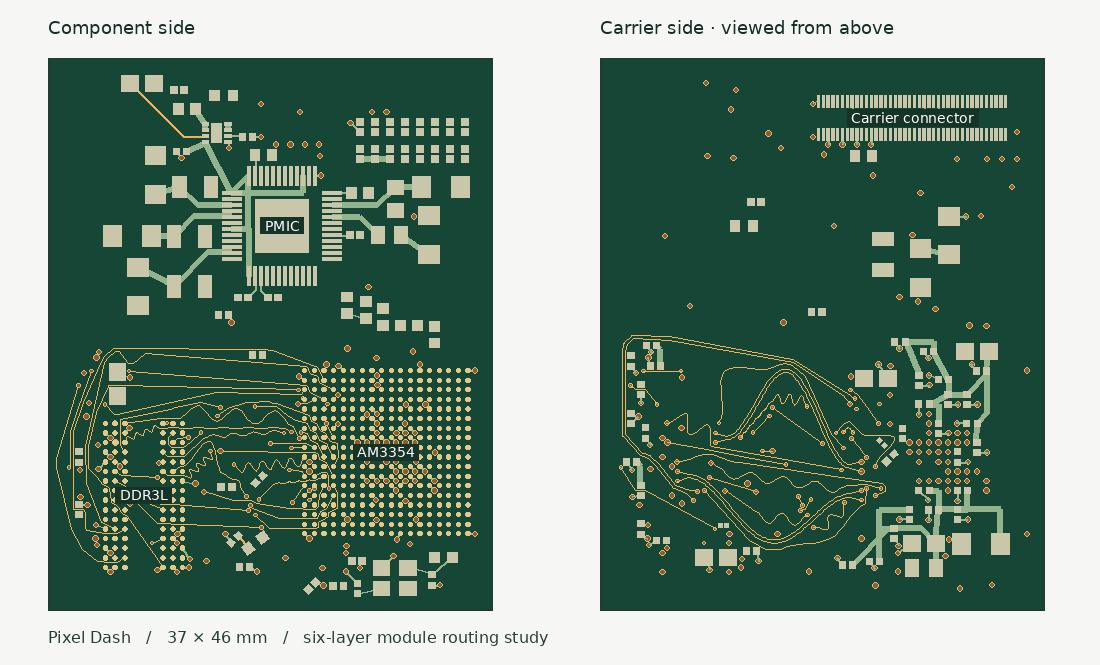 Component side
Carrier side · viewed from above
Carrier connector
PMIC
AM3354
DDR3L
Pixel Dash / 37 × 46 mm / six-layer module routing study